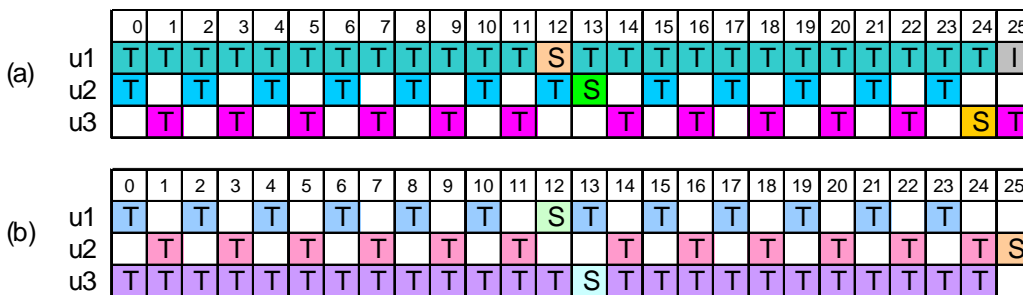 0 1 2 3 4 5 6 7 8 9 10 11 12 13 14 15 16 17 18 19 20 21 22 23 24 25
u1 T T T T T T T T T T T T S T T T T T T T T T T T T I
(a)
u2 T T T T T T T S T T T T T
u3 T T T T T T T T T T T S T
0 1 2 3 4 5 6 7 8 9 10 11 12 13 14 15 16 17 18 19 20 21 22 23 24 25
u1 T T T T T T S T T T T T T
(b)
u2 T T T T T T T T T T T T S
u3 T T T T T T T T T T T T T S T T T T T T T T T T T